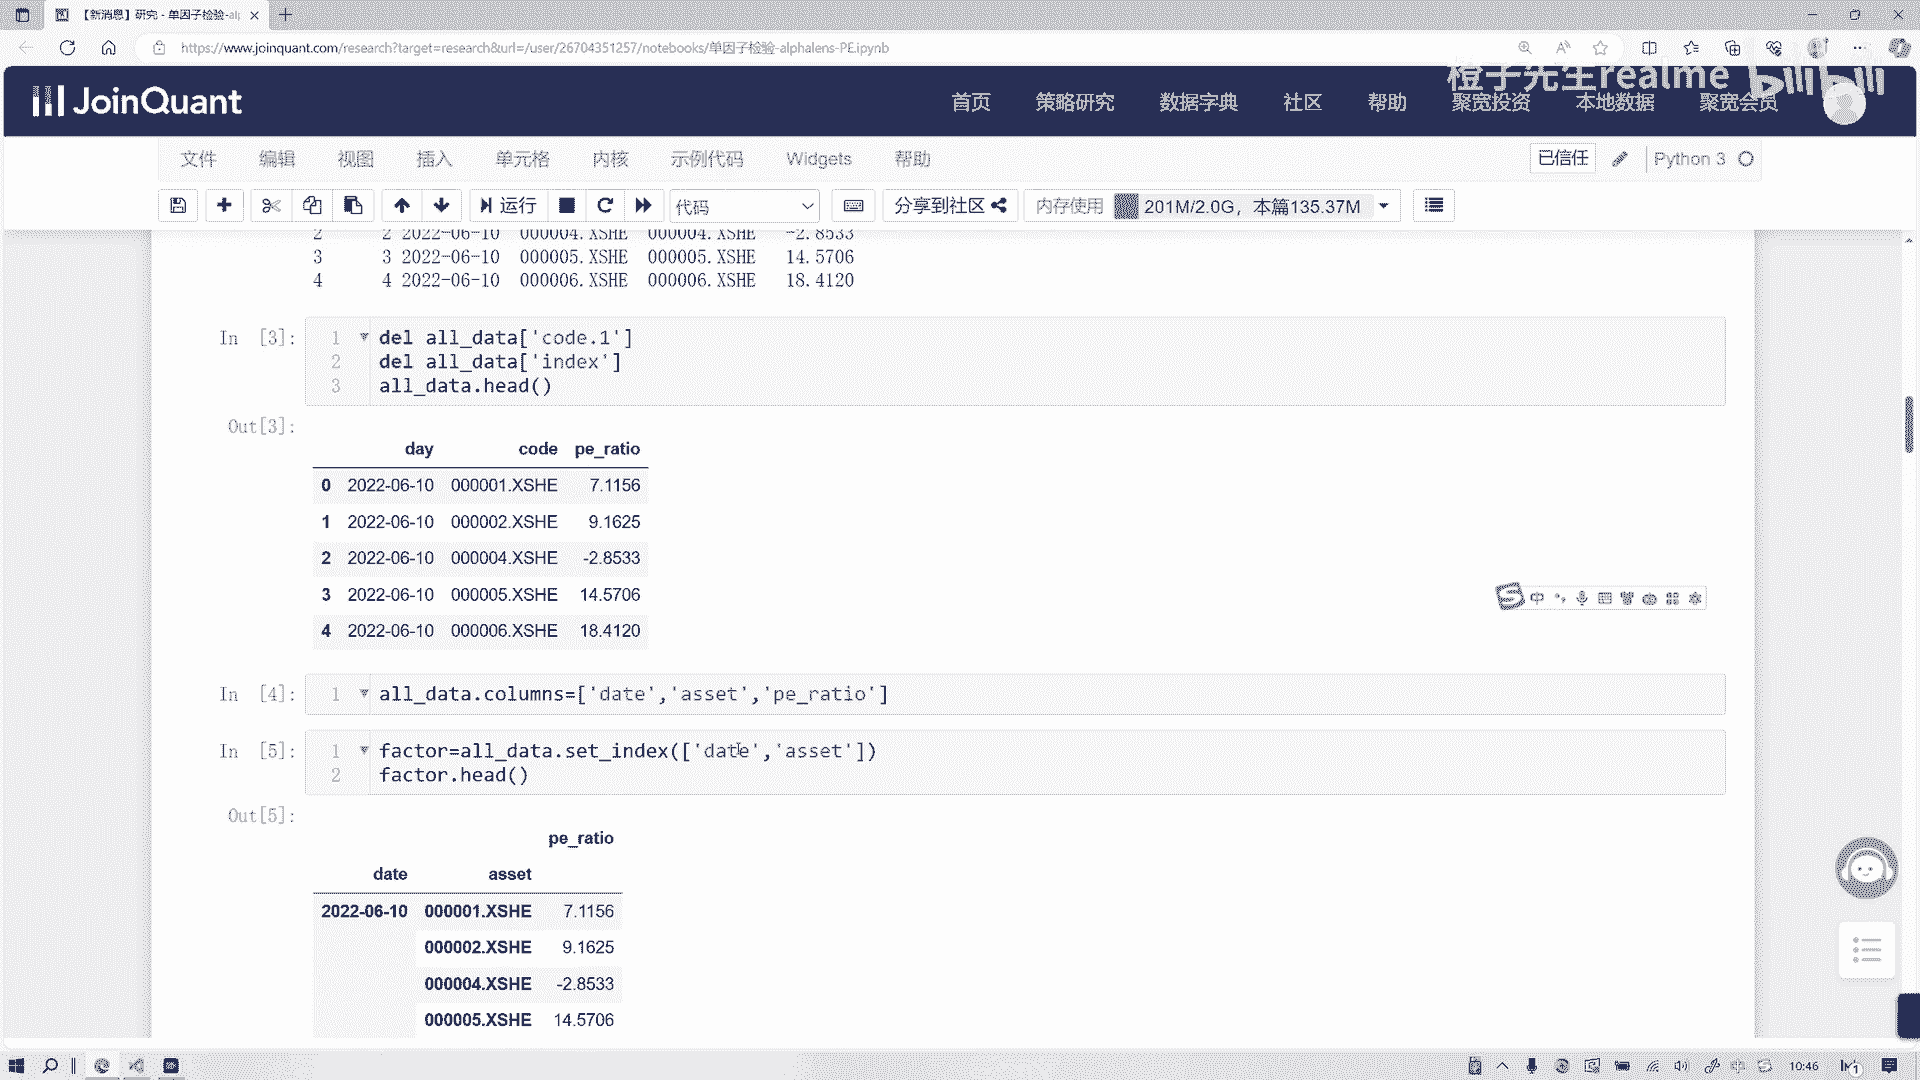 【新消息】研究 - 单因子检验-al
https://www.joinquant.com/research?target=research&url=/user/26704351257/notebooks/单因子检验-alphalens-PE.ipynb
橙子先生realme bilibili
JoinQuant
首页 策略研究 数据字典 社区 帮助 聚宽投资 本地数据 聚宽会员
文件 编辑 视图 插入 单元格 内核 示例代码 Widgets 帮助 已信任 Python 3
运行 代码 分享到社区 内存使用 201M/2.0G，本篇135.37M
2 2 2022-06-10 000004.XSHE 000004.XSHE -2.8533
3 3 2022-06-10 000005.XSHE 000005.XSHE 14.5706
4 4 2022-06-10 000006.XSHE 000006.XSHE 18.4120
In [3]: 1 del all_data['code.1']
2 del all_data['index']
3 all_data.head()
Out[3]:
day code pe_ratio
0 2022-06-10 000001.XSHE 7.1156
1 2022-06-10 000002.XSHE 9.1625
2 2022-06-10 000004.XSHE -2.8533
3 2022-06-10 000005.XSHE 14.5706
4 2022-06-10 000006.XSHE 18.4120
中
In [4]: 1 all_data.columns=['date','asset','pe_ratio']
In [5]: 1 factor=all_data.set_index(['date','asset'])
2 factor.head()
Out[5]:
pe_ratio
date asset
2022-06-10 000001.XSHE 7.1156
000002.XSHE 9.1625
000004.XSHE -2.8533
000005.XSHE 14.5706
中 10:46 1